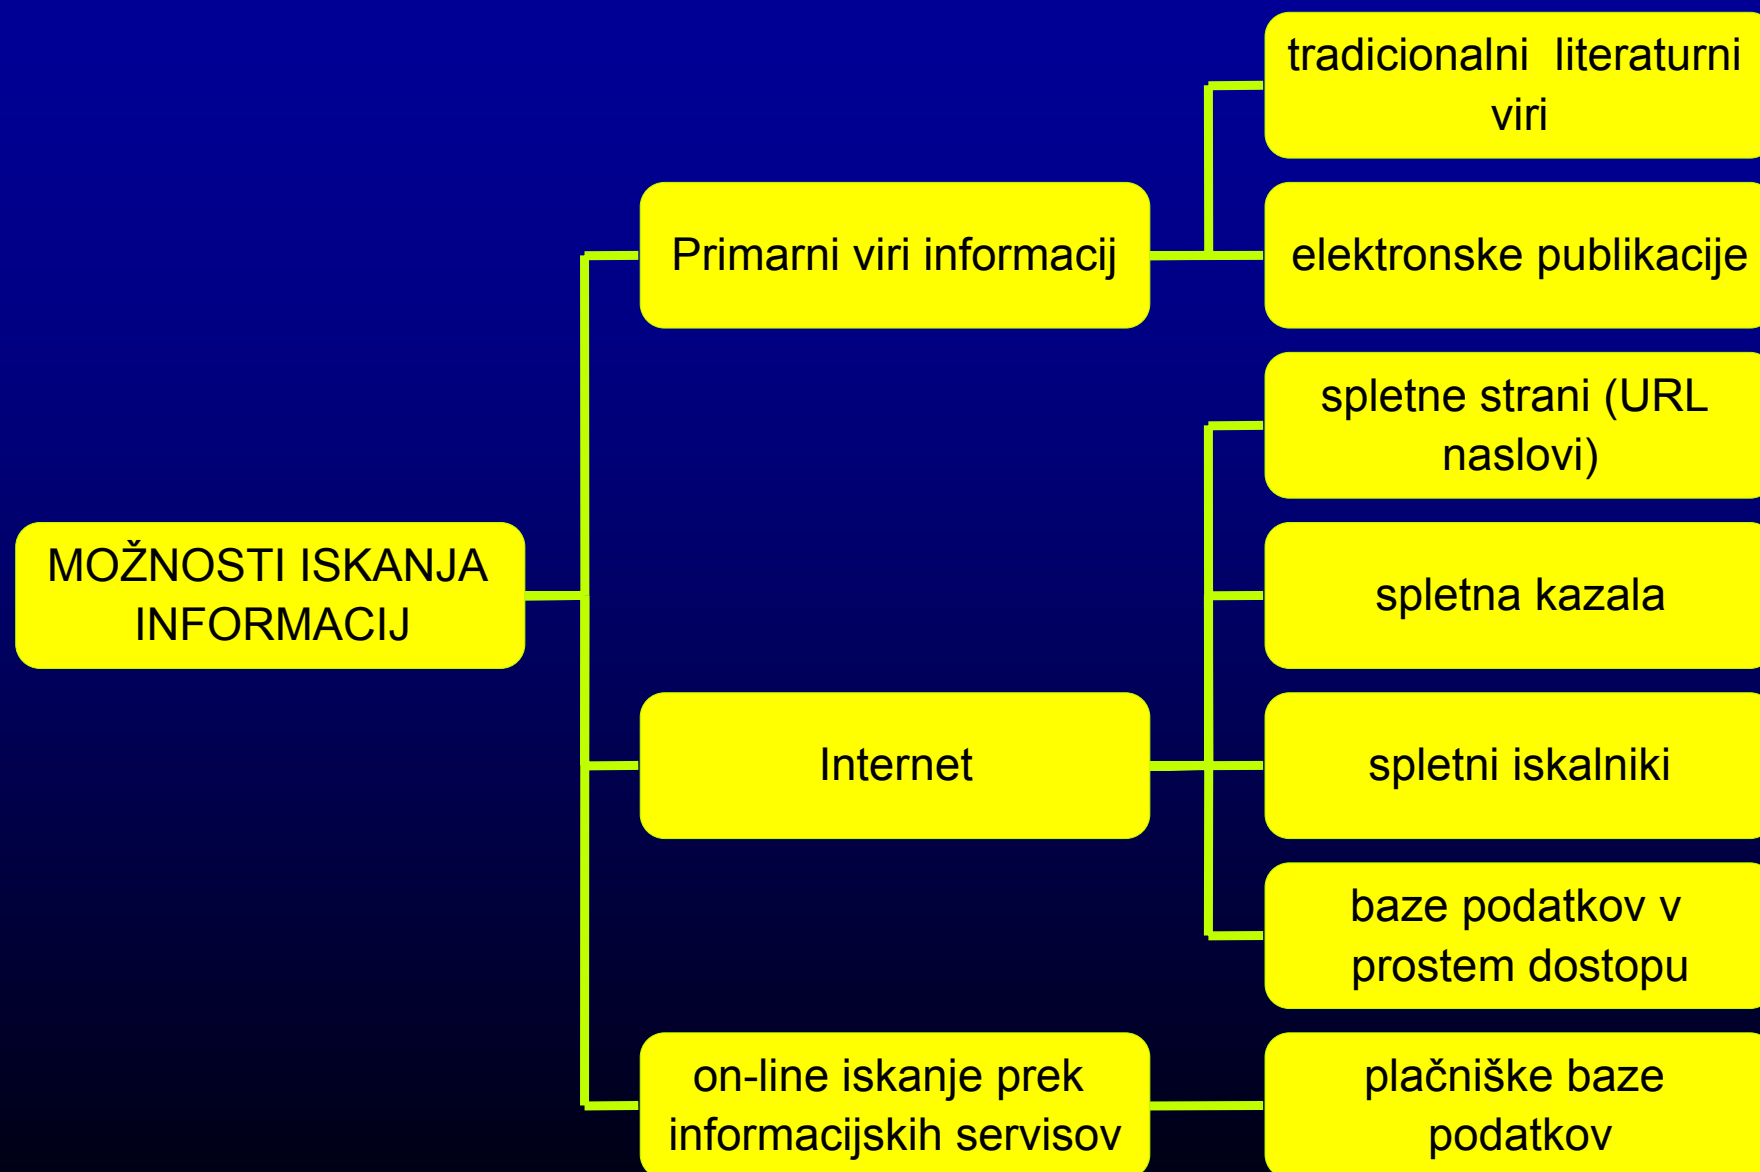 MOŽNOSTI ISKANJA
INFORMACIJ
Primarni viri informacij
tradicionalni literaturni
viri
elektronske publikacije
Internet
spletne strani (URL
naslovi)
spletna kazala
spletni iskalniki
baze podatkov v
prostem dostopu
on-line iskanje prek
informacijskih servisov
plačniške baze
podatkov